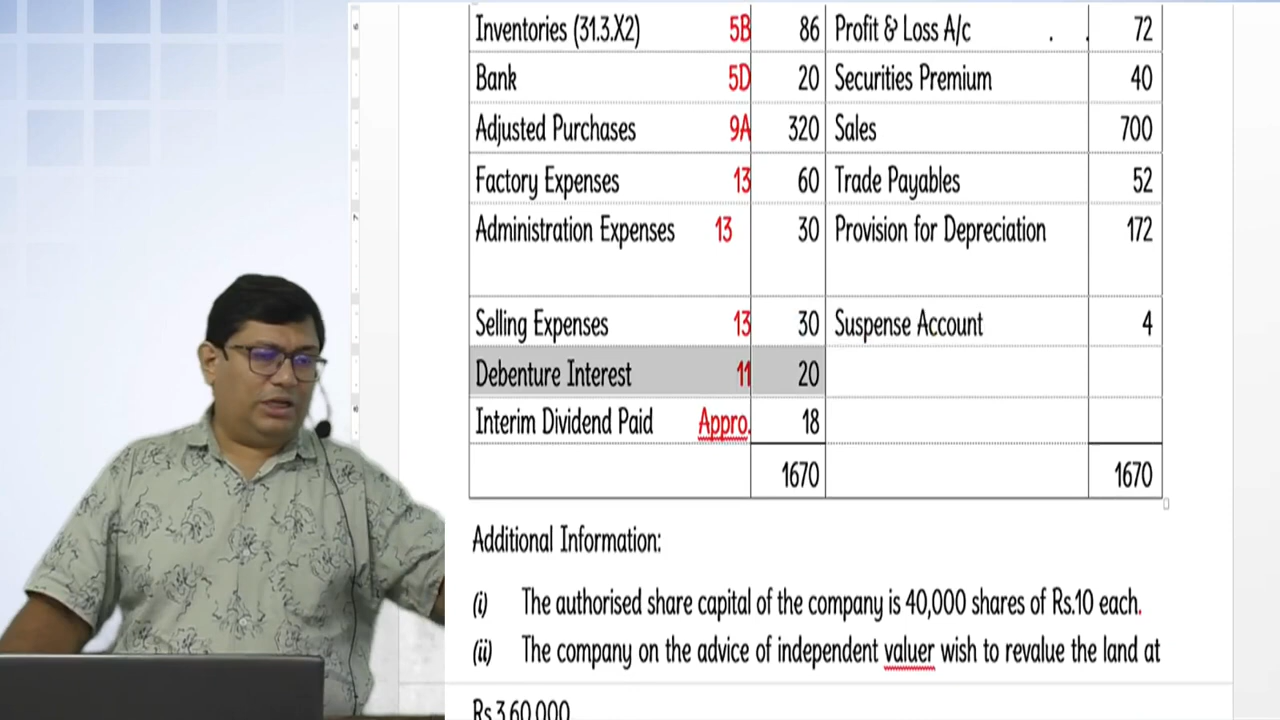 Inventories (31.3.X2) 5B 86 Profit & Loss A/c . . 72
Bank 5D 20 Securities Premium 40
Adjusted Purchases 9A 320 Sales 700
Factory Expenses 13 60 Trade Payables 52
Administration Expenses 13 30 Provision for Depreciation 172
Selling Expenses 13 30 Suspense Account 4
Debenture Interest 11 20
Interim Dividend Paid Appro. 18
1670 1670
Additional Information:
(i) The authorised share capital of the company is 40,000 shares of Rs.10 each.
(ii) The company on the advice of independent valuer wish to revalue the land at
Rs 3,60,000